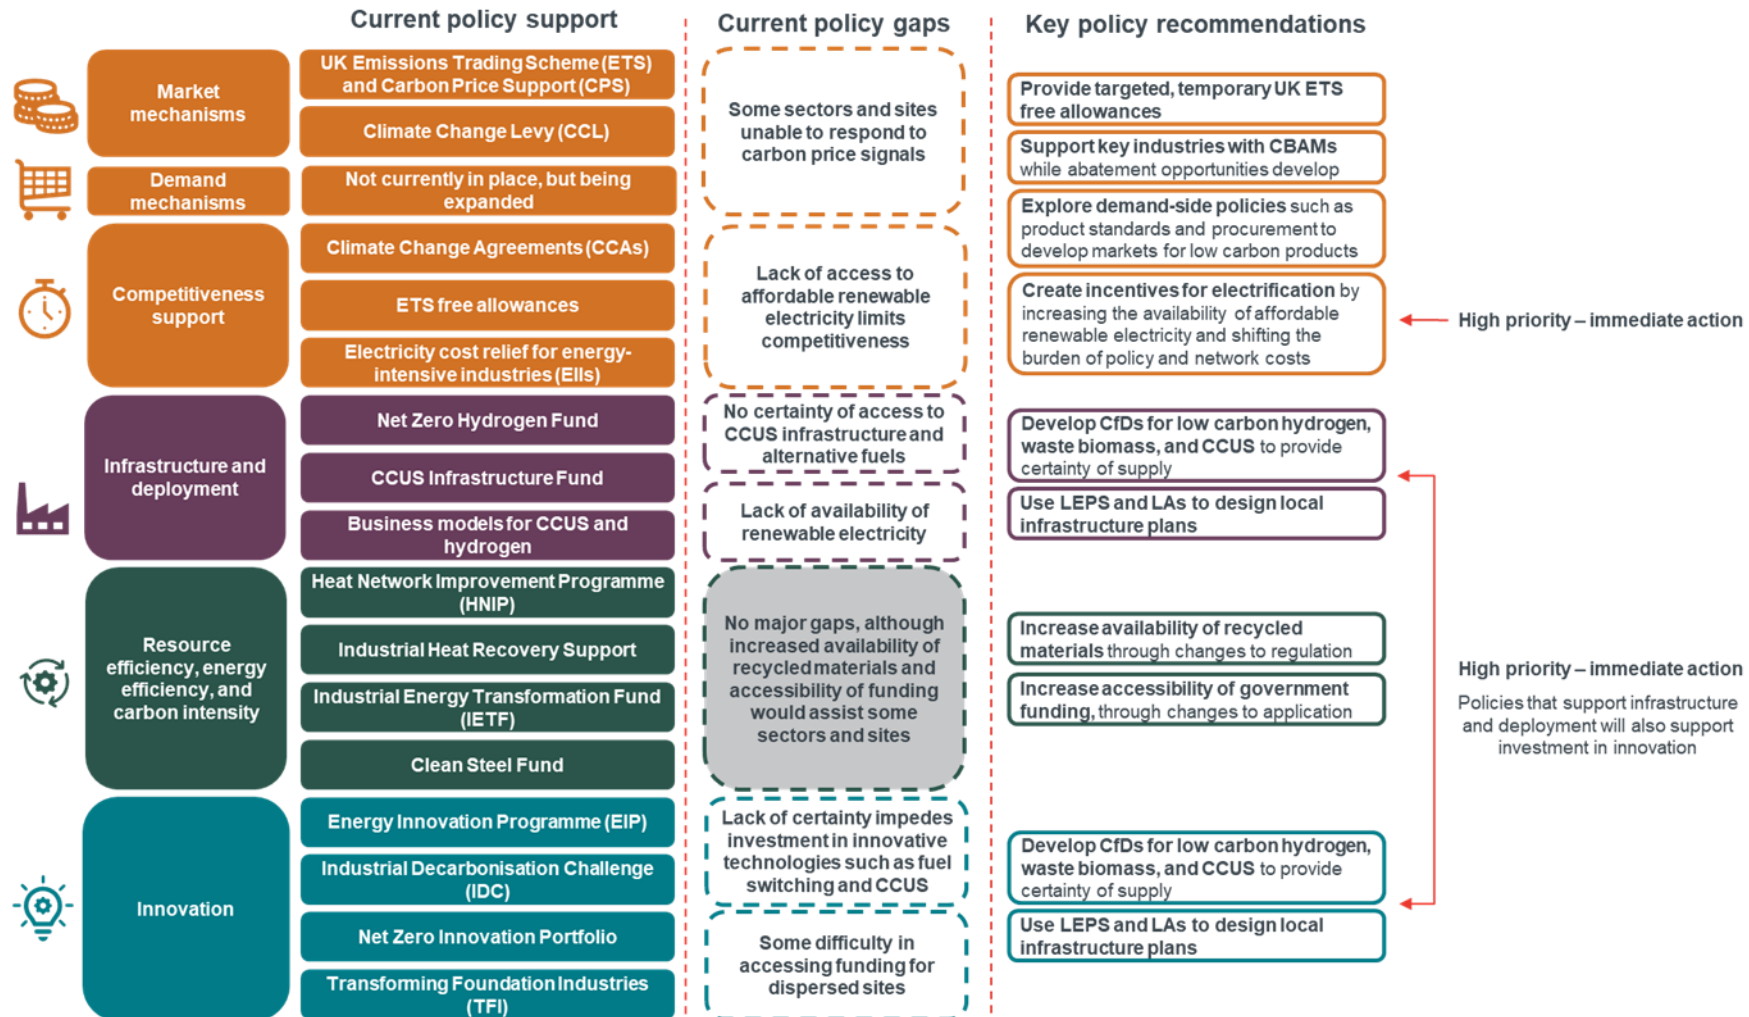 Current policy support
Current policy gaps
Key policy recommendations
Market
mechanisms
UK Emissions Trading Scheme (ETS)
and Carbon Price Support (CPS)
Climate Change Levy (CCL)
Demand
mechanisms
Not currently in place, but being
expanded
Some sectors and sites
unable to respond to
carbon price signals
Provide targeted, temporary UK ETS
free allowances
Support key industries with CBAMs
while abatement opportunities develop
Explore demand-side policies such as
product standards and procurement to
develop markets for low carbon products
Competitiveness
support
Climate Change Agreements (CCAs)
ETS free allowances
Electricity cost relief for energy-
intensive industries (EIIs)
Lack of access to
affordable renewable
electricity limits
competitiveness
Create incentives for electrification by
increasing the availability of affordable
renewable electricity and shifting the
burden of policy and network costs
High priority – immediate action
Infrastructure and
deployment
Net Zero Hydrogen Fund
CCUS Infrastructure Fund
Business models for CCUS and
hydrogen
No certainty of access to
CCUS infrastructure and
alternative fuels
Lack of availability of
renewable electricity
Develop CfDs for low carbon hydrogen,
waste biomass, and CCUS to provide
certainty of supply
Use LEPS and LAs to design local
infrastructure plans
Resource
efficiency, energy
efficiency, and
carbon intensity
Heat Network Improvement Programme
(HNIP)
Industrial Heat Recovery Support
Industrial Energy Transformation Fund
(IETF)
Clean Steel Fund
No major gaps, although
increased availability of
recycled materials and
accessibility of funding
would assist some
sectors and sites
Increase availability of recycled
materials through changes to regulation
Increase accessibility of government
funding, through changes to application
High priority – immediate action
Policies that support infrastructure
and deployment will also support
investment in innovation
Innovation
Energy Innovation Programme (EIP)
Industrial Decarbonisation Challenge
(IDC)
Net Zero Innovation Portfolio
Transforming Foundation Industries
(TFI)
Lack of certainty impedes
investment in innovative
technologies such as fuel
switching and CCUS
Some difficulty in
accessing funding for
dispersed sites
Develop CfDs for low carbon hydrogen,
waste biomass, and CCUS to provide
certainty of supply
Use LEPS and LAs to design local
infrastructure plans